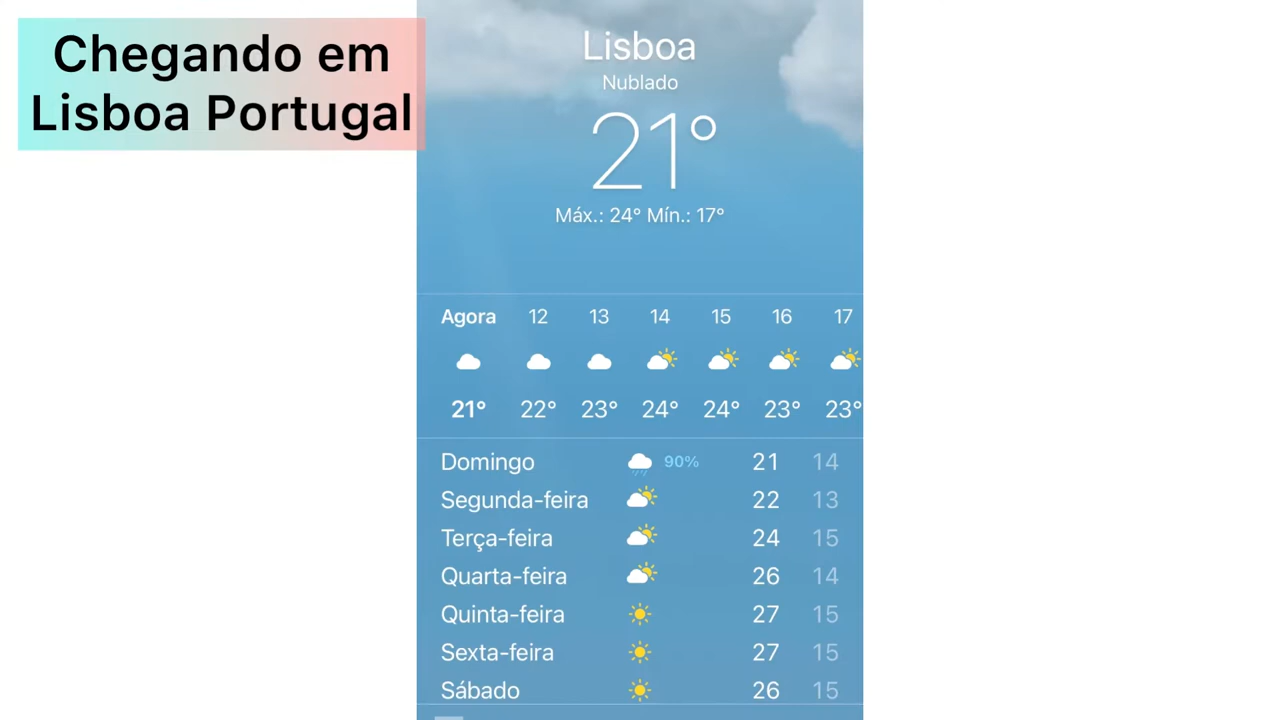 Chegando em
Lisboa Portugal
Lisboa
Nublado
21°
Máx.: 24° Mín.: 17°
Agora 12 13 14 15 16 17
21° 22° 23° 24° 24° 23° 23°
Domingo 90% 21 14
Segunda-feira 22 13
Terça-feira 24 15
Quarta-feira 26 14
Quinta-feira 27 15
Sexta-feira 27 15
Sábado 26 15